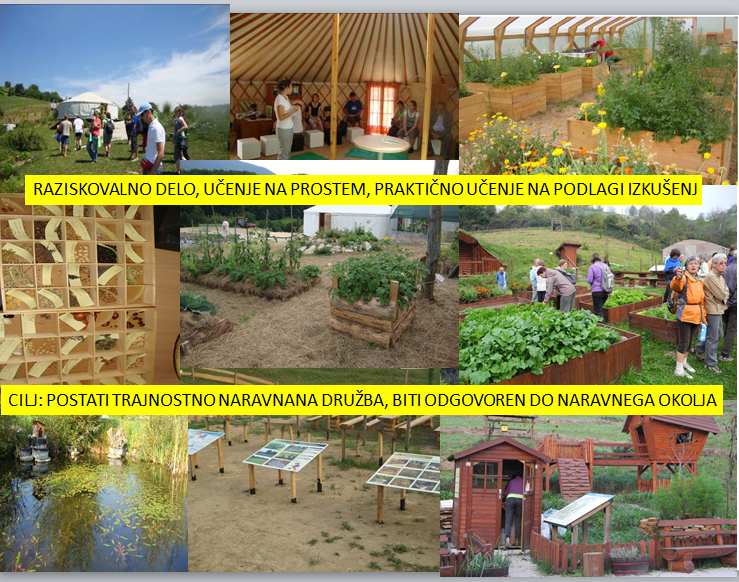 RAZISKOVALNO DELO, UČENJE NA PROSTEM, PRAKTIČNO UČENJE NA PODLAGI IZKUŠENJ
CILJ: POSTATI TRAJNOSTNO NARAVNANA DRUŽBA, BITI ODGOVOREN DO NARAVNEGA OKOLJA